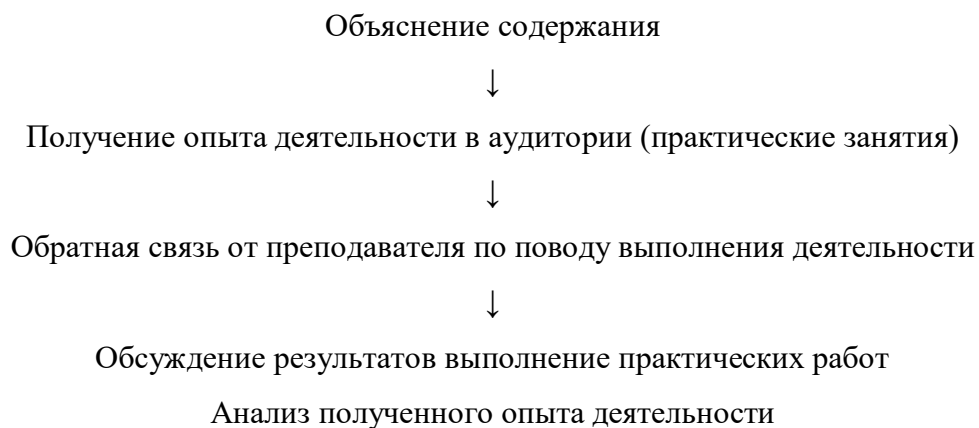 Объяснение содержания
↓
Получение опыта деятельности в аудитории (практические занятия)
↓
Обратная связь от преподавателя по поводу выполнения деятельности
↓
Обсуждение результатов выполнение практических работ
Анализ полученного опыта деятельности